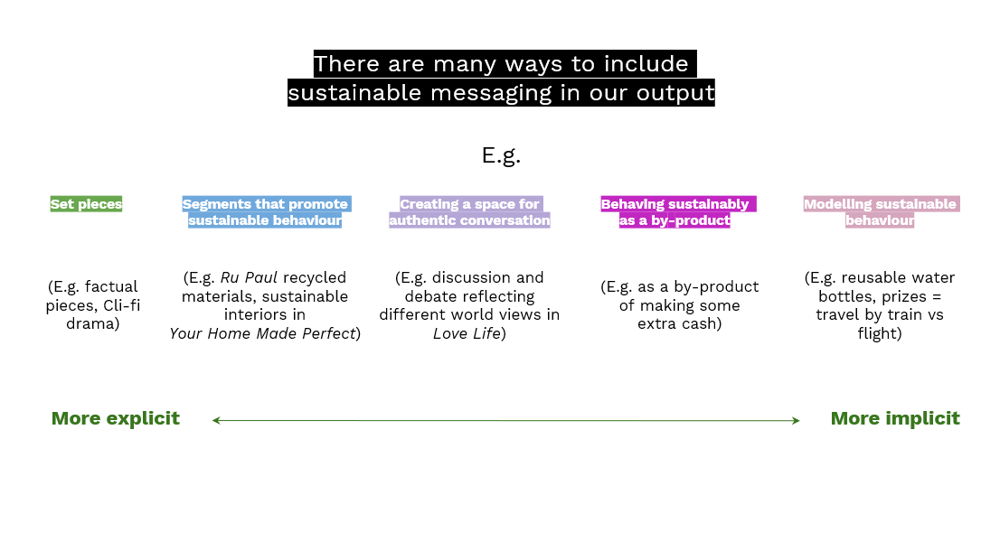 There are many ways to include
sustainable messaging in our output
E.g.
Set pieces
Segments that promote
sustainable behaviour
Creating a space for
authentic conversation
Behaving sustainably
as a by-product
Modelling sustainable
behaviour
(E.g. factual
pieces, Cli-fi
drama)
(E.g. Ru Paul recycled
materials, sustainable
interiors in
Your Home Made Perfect)
(E.g. discussion and
debate reflecting
different world views in
Love Life)
(E.g. as a by-product
of making some
extra cash)
(E.g. reusable water
bottles, prizes =
travel by train vs
flight)
More explicit
More implicit